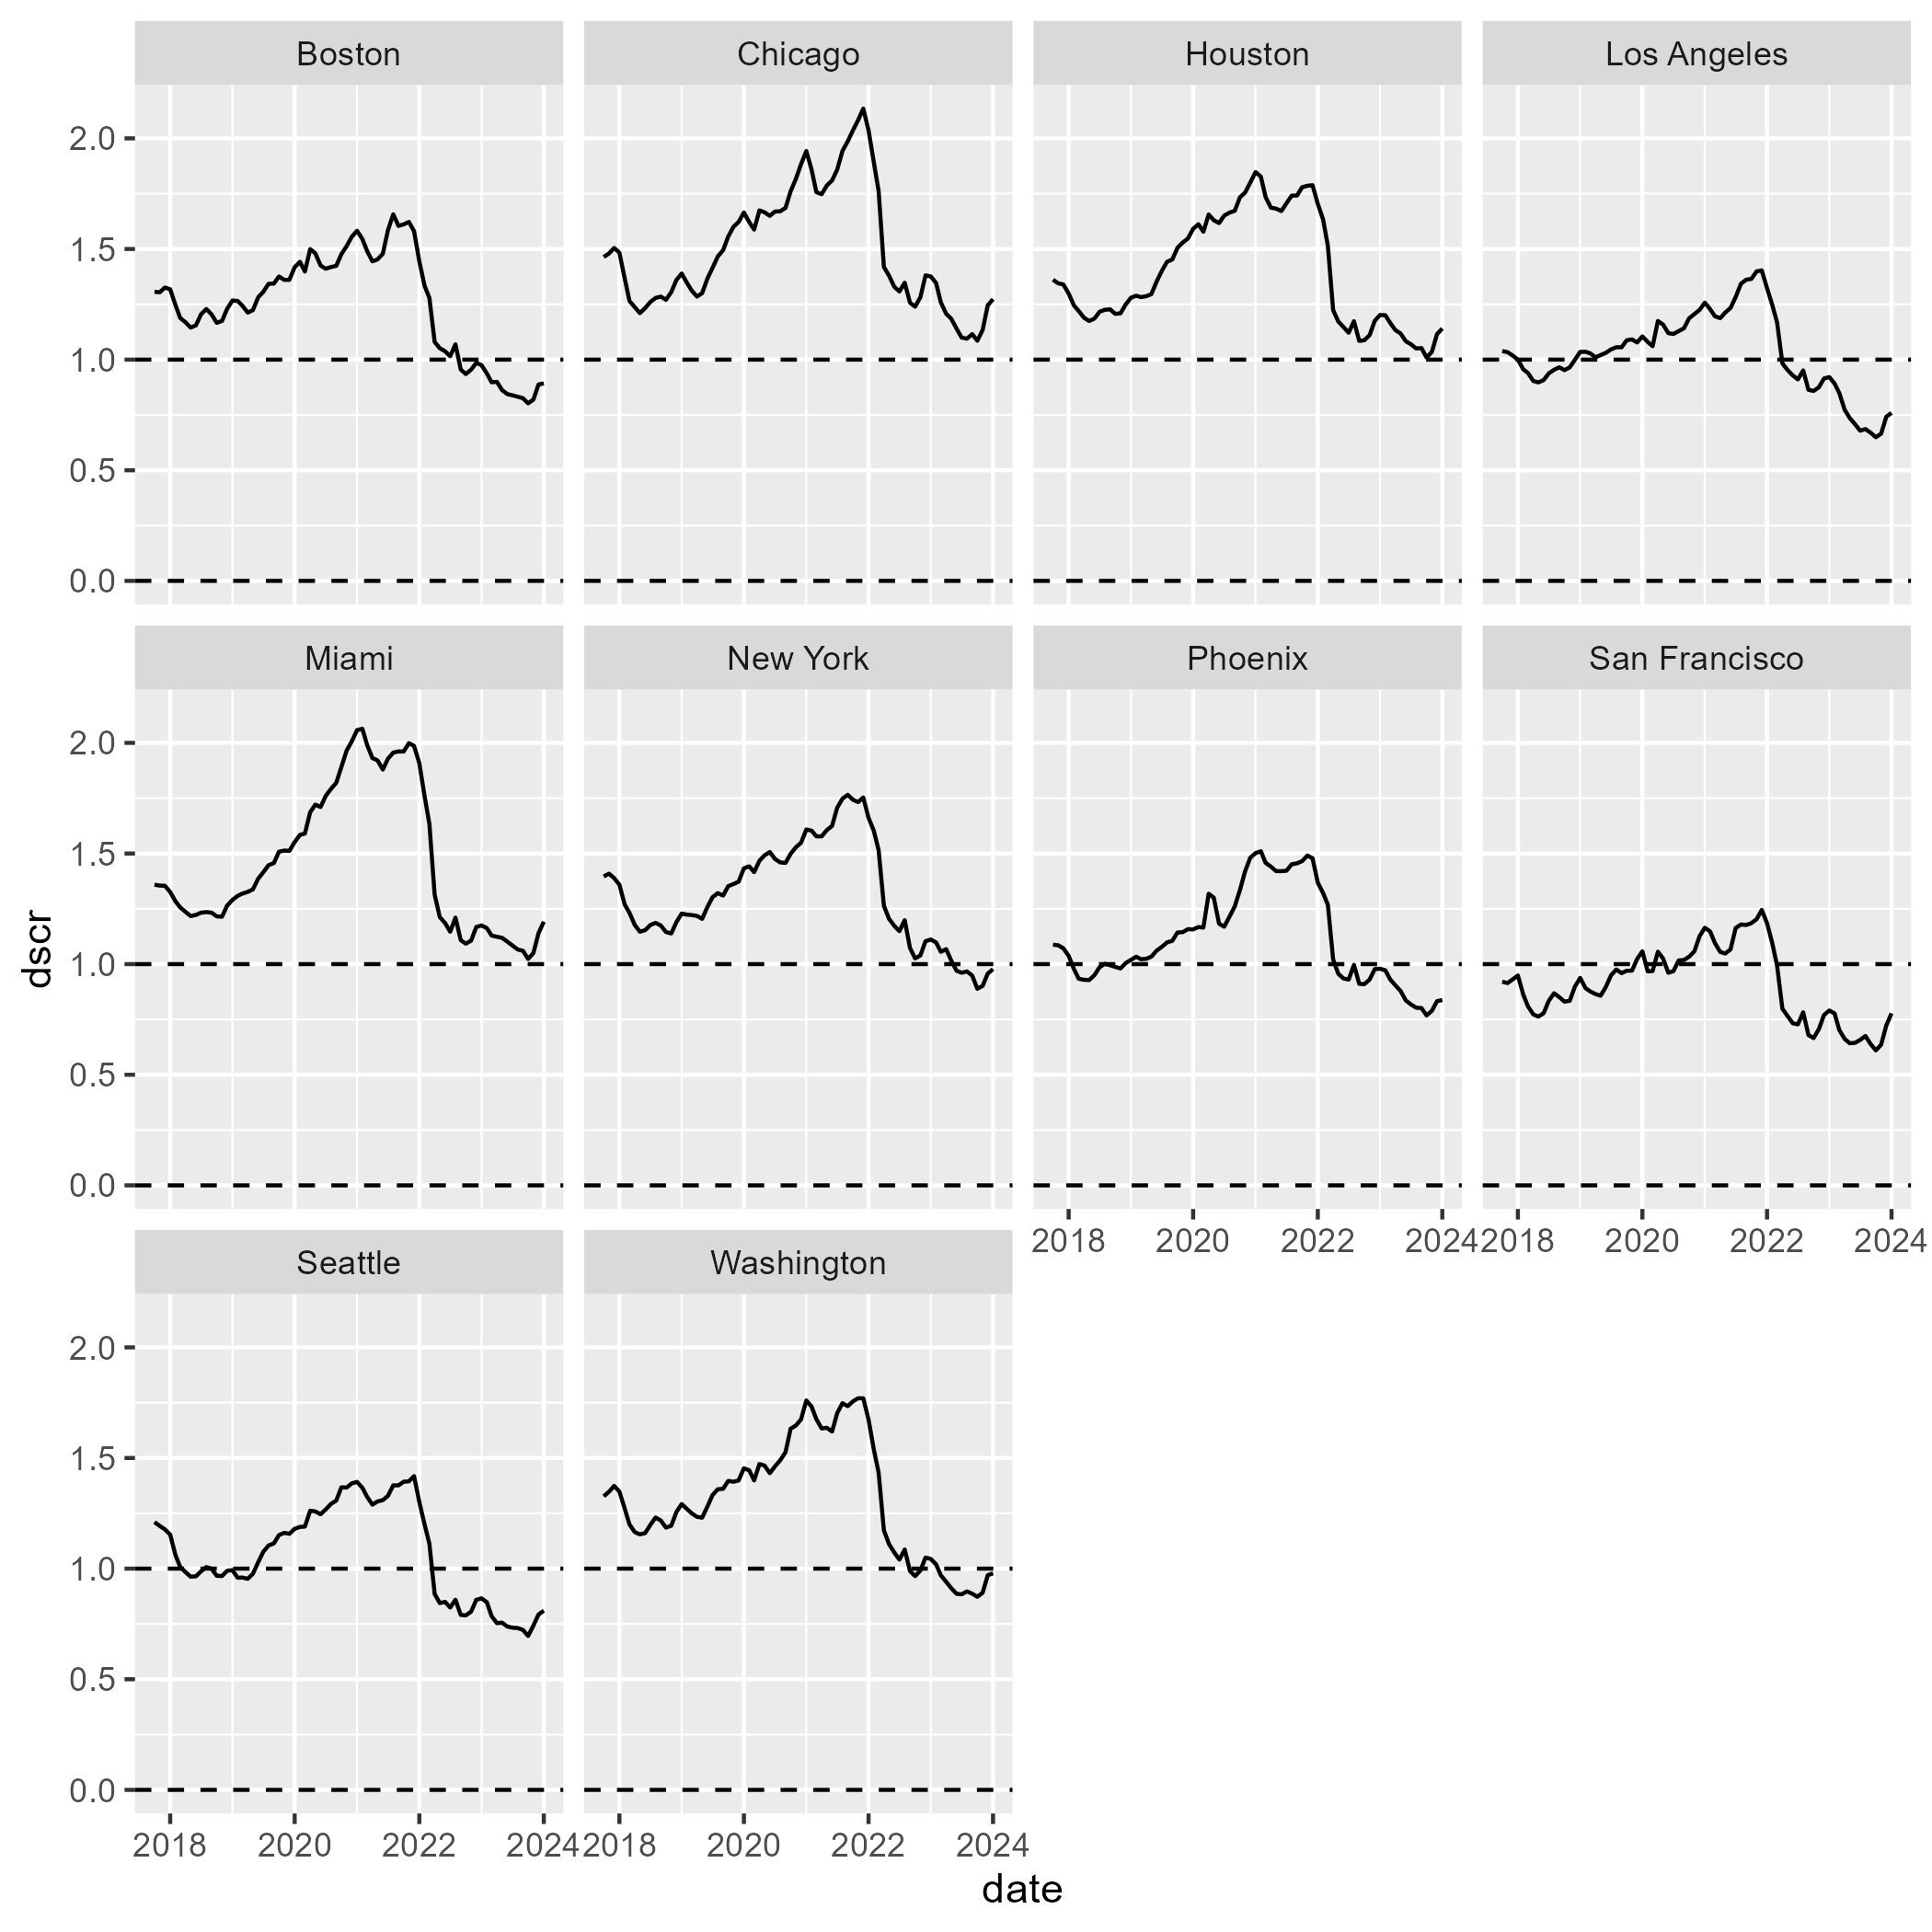 Boston Chicago Houston Los Angeles
2.0
1.5
1.0
0.5
0.0
Miami New York Phoenix San Francisco
2.0
1.5
1.0
0.5
0.0
dscr
2018 2020 2022 2024 2018 2020 2022 2024
Seattle Washington
2.0
1.5
1.0
0.5
0.0
2018 2020 2022 2024 2018 2020 2022 2024
date